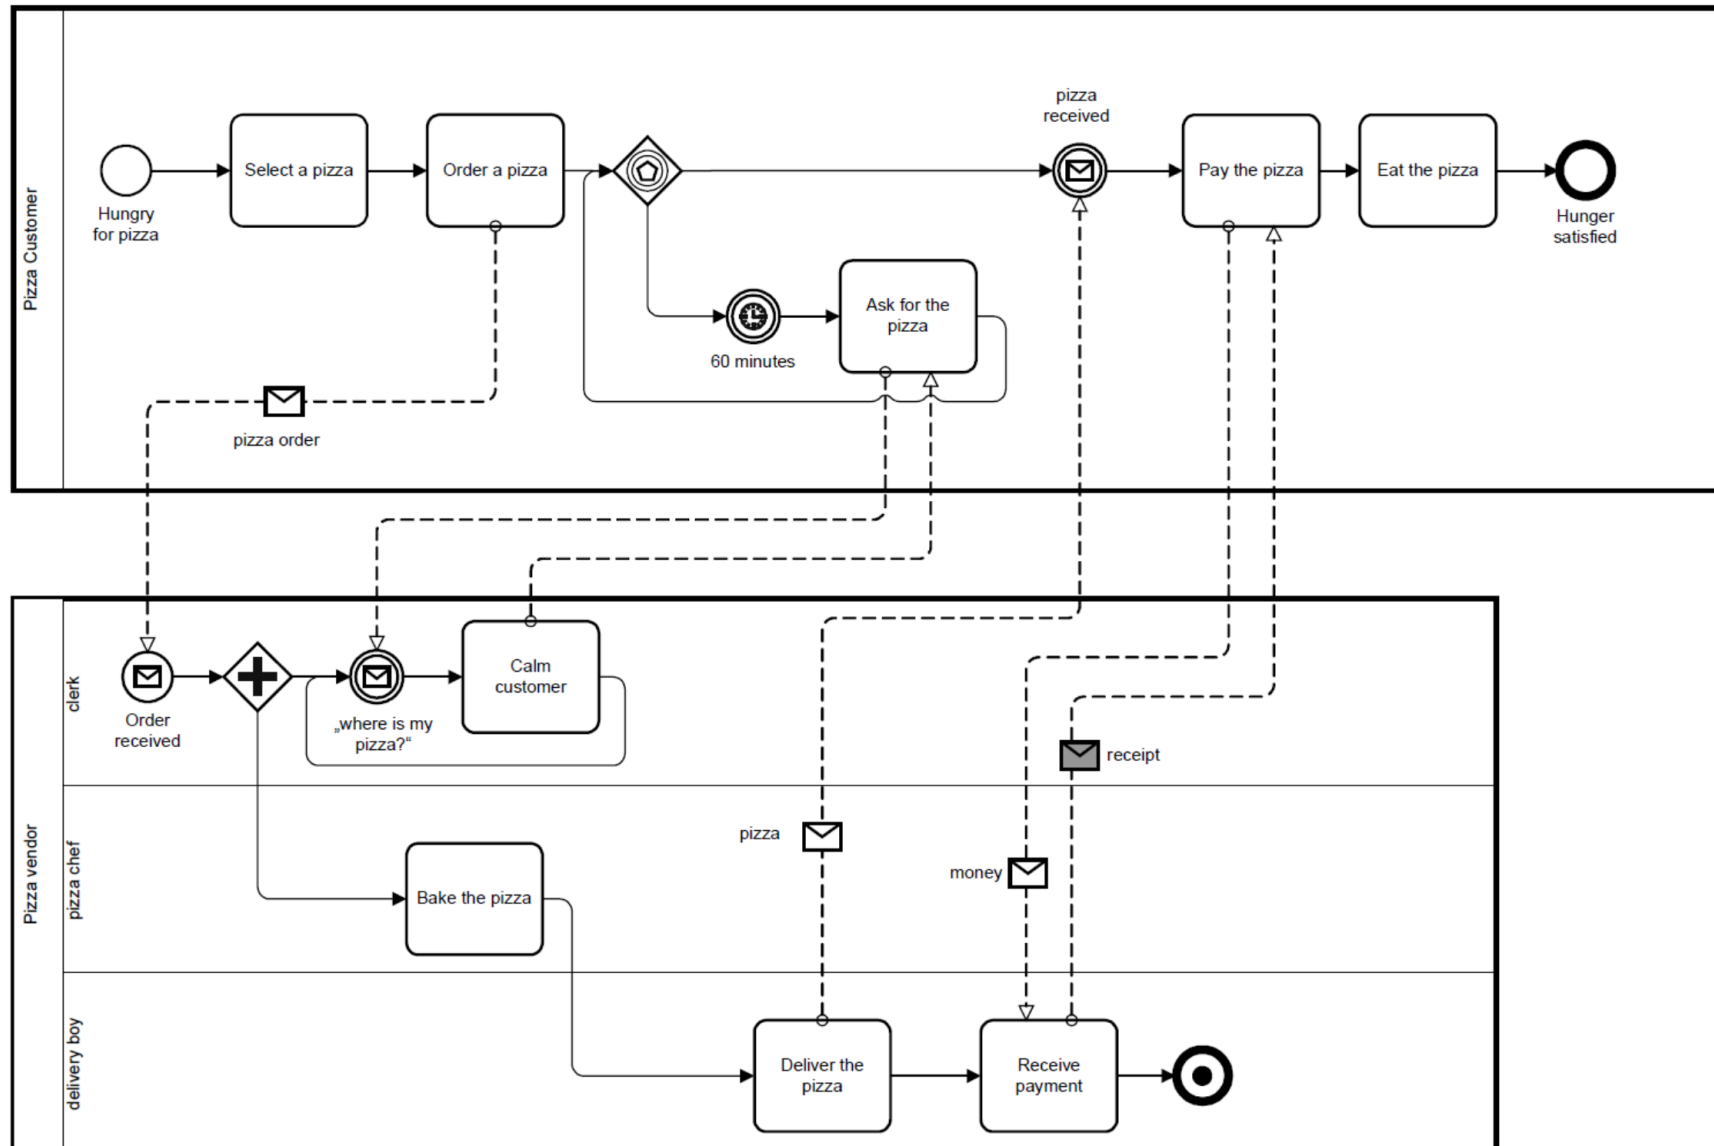 Pizza Customer
Hungry
for pizza
Select a pizza
Order a pizza
60 minutes
Ask for the
pizza
pizza
received
Pay the pizza
Eat the pizza
Hunger
satisfied
pizza order
Pizza vendor
clerk
Order
received
„where is my
pizza?“
Calm
customer
receipt
pizza chef
Bake the pizza
pizza
money
delivery boy
Deliver the
pizza
Receive
payment